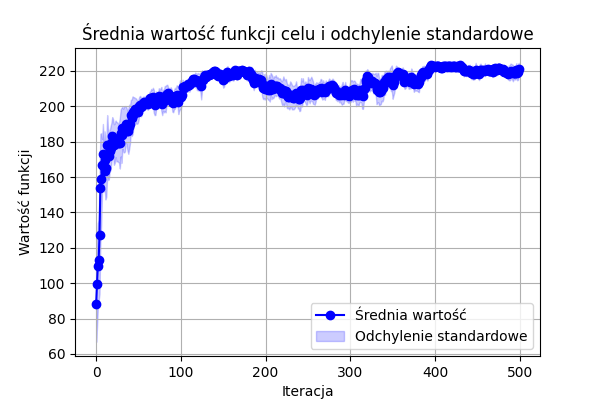 Średnia wartość funkcji celu i odchylenie standardowe
Wartość funkcji
220
200
180
160
140
120
100
80
60
0 100 200 300 400 500
Iteracja
Średnia wartość
Odchylenie standardowe